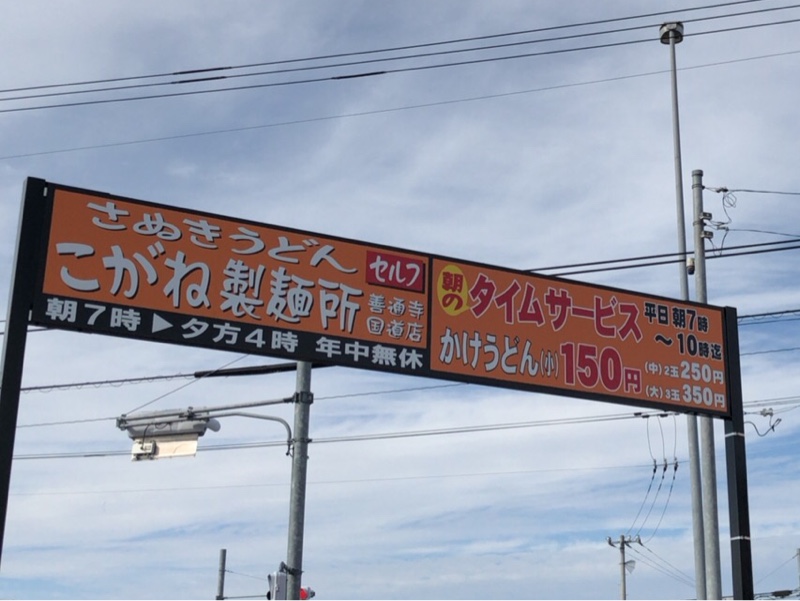 さぬきうどん
こがね製麺所
セルフ
善通寺
国道店
朝7時▶夕方4時 年中無休
朝の
タイムサービス
平日 朝7時
～10時迄
かけうどん(小)150円
(中)2玉250円
(大)3玉350円